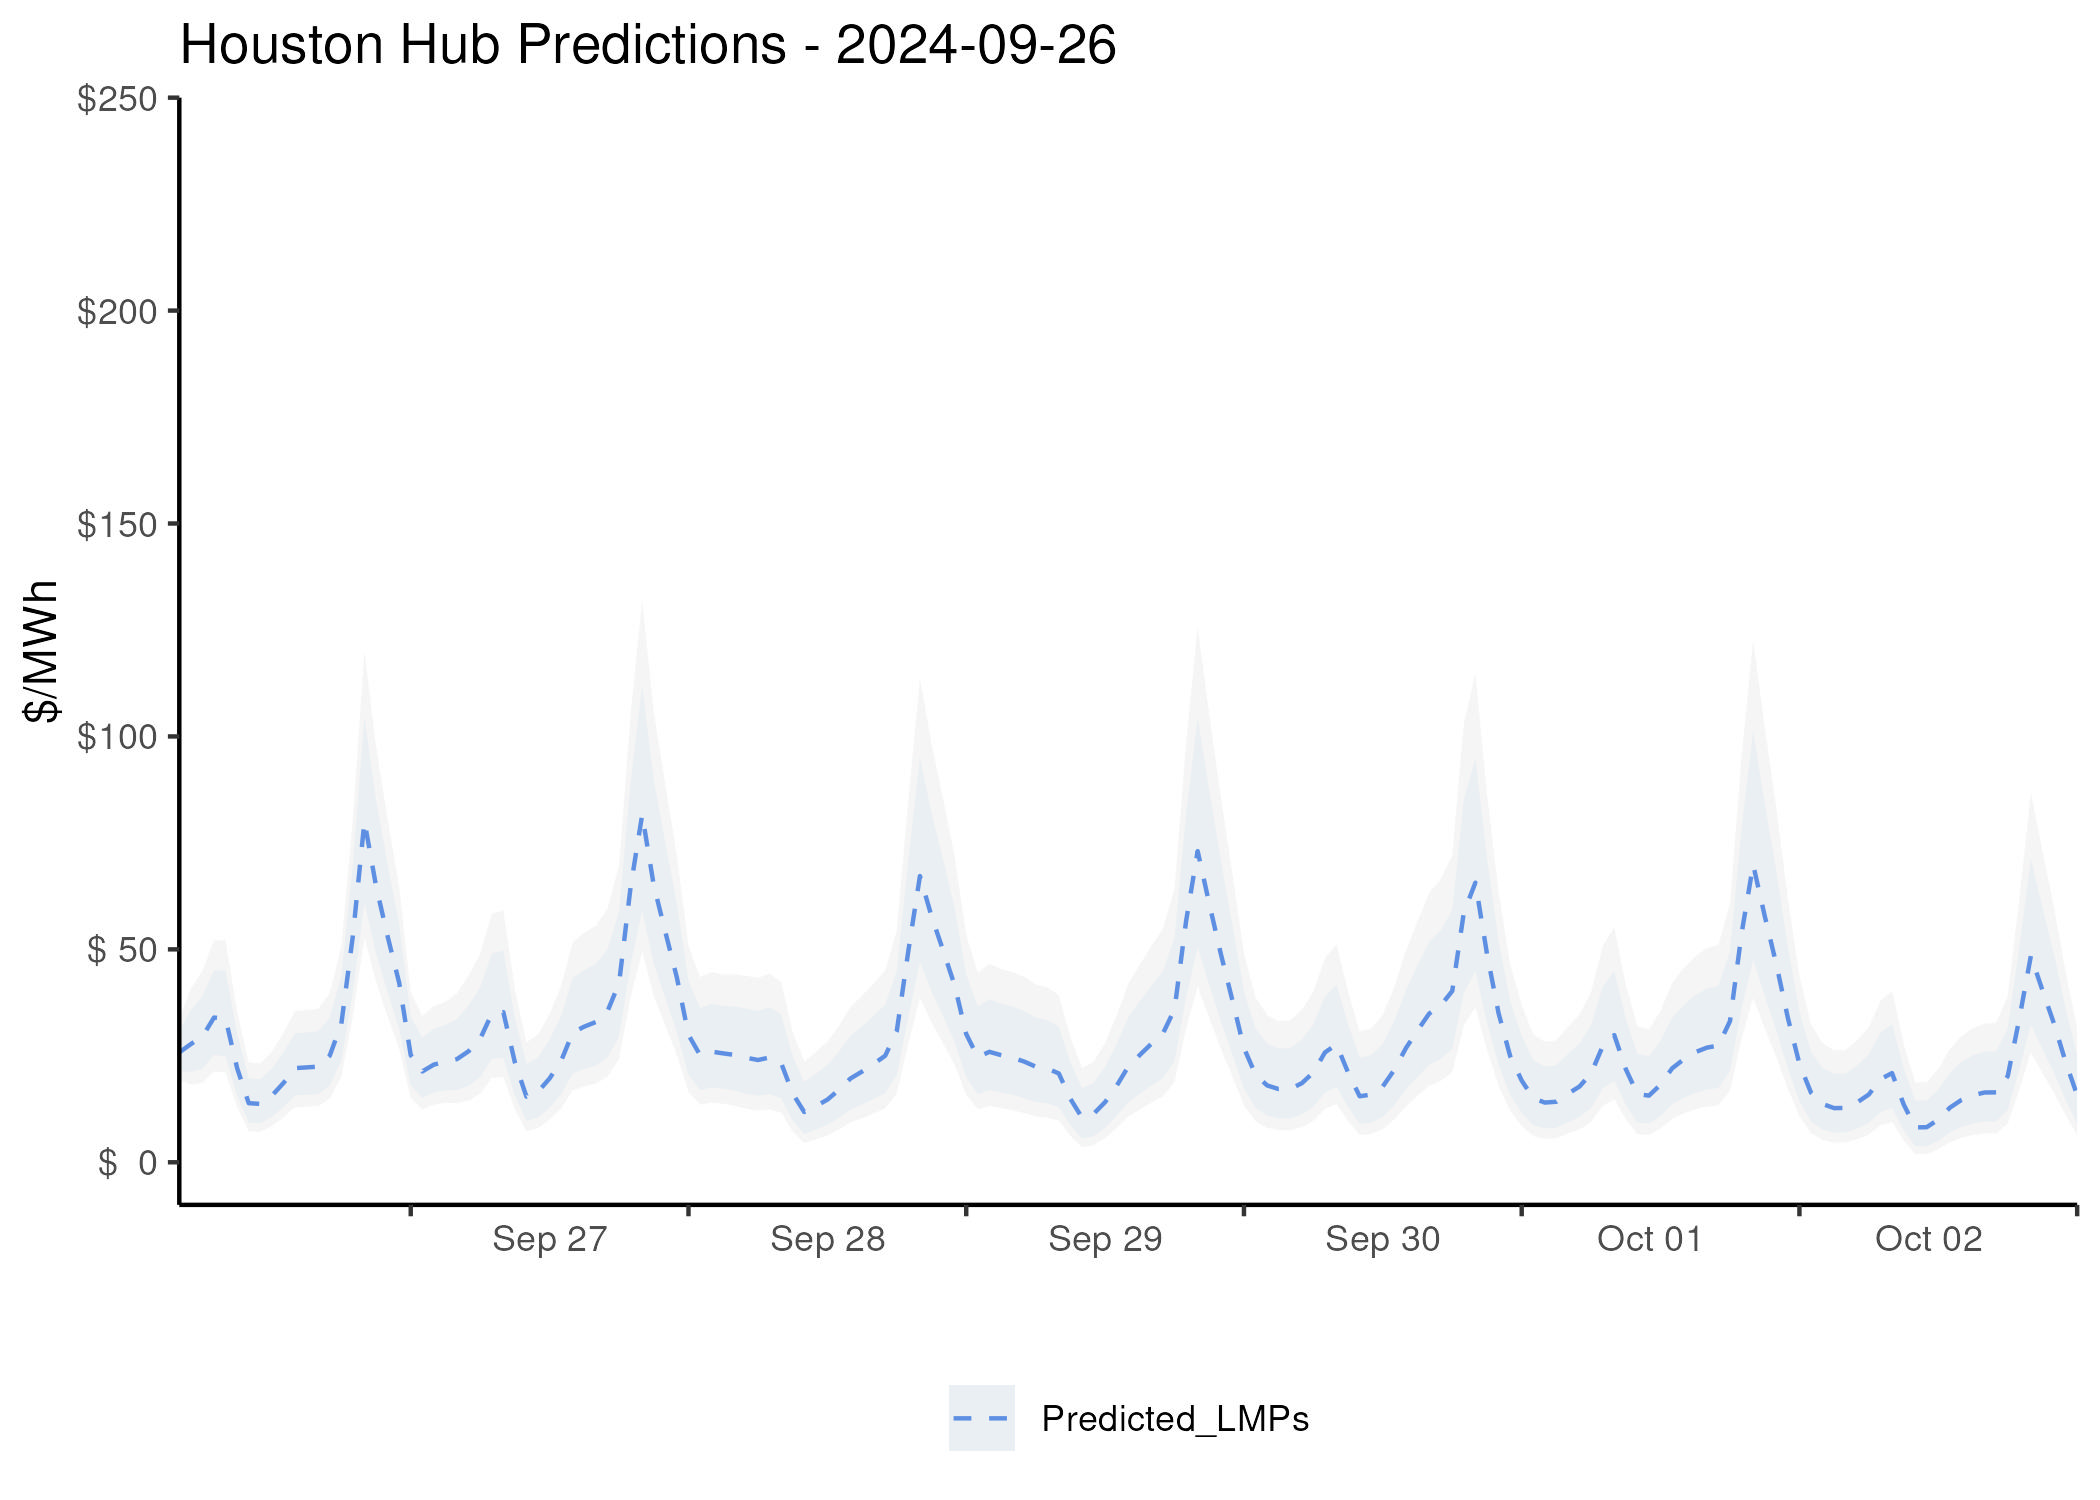 Houston Hub Predictions - 2024-09-26
$250
$200
$150
$100
$ 50
$  0
$/MWh
Sep 27 Sep 28 Sep 29 Sep 30 Oct 01 Oct 02
Predicted_LMPs